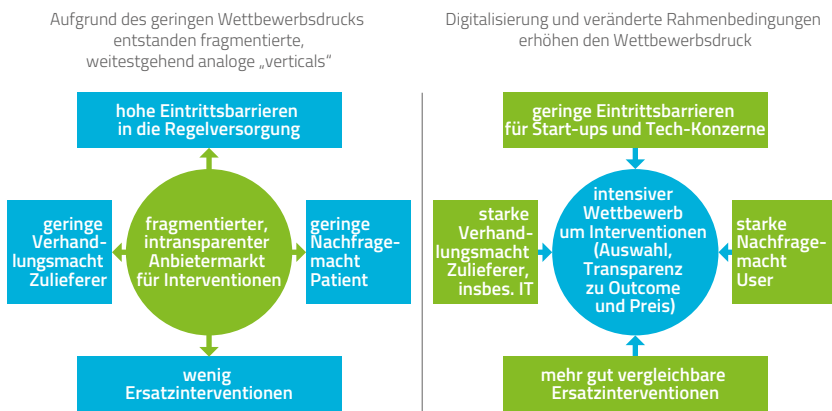 Aufgrund des geringen Wettbewerbsdrucks
entstanden fragmentierte,
weitestgehend analoge „verticals“
hohe Eintrittsbarrieren
in die Regelversorgung
geringe
Verhand-
lungsmacht
Zulieferer
fragmentierter,
intransparenter
Anbietermarkt
für Interventionen
geringe
Nachfrage-
macht
Patient
wenig
Ersatzinterventionen
Digitalisierung und veränderte Rahmenbedingungen
erhöhen den Wettbewerbsdruck
geringe Eintrittsbarrieren
für Start-ups und Tech-Konzerne
starke
Verhand-
lungsmacht
Zulieferer,
insbes. IT
intensiver
Wettbewerb
um Interventionen
(Auswahl,
Transparenz
zu Outcome
und Preis)
starke
Nachfrage-
macht
User
mehr gut vergleichbare
Ersatzinterventionen